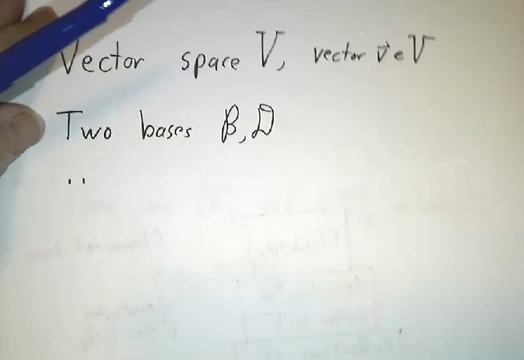 Vector space V, vector v⃗ ∈ V
Two bases B, D
..